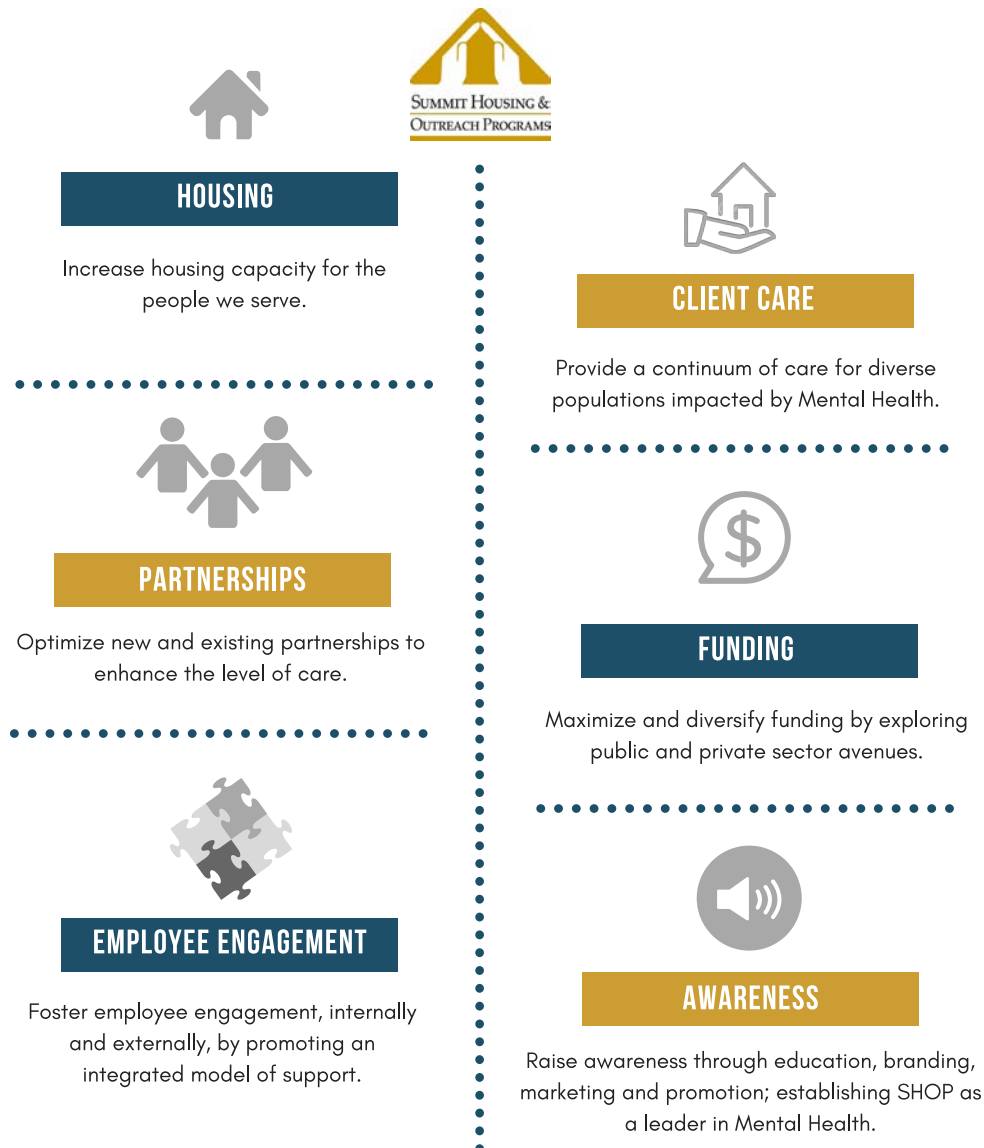 SUMMIT HOUSING &
OUTREACH PROGRAMS
HOUSING
Increase housing capacity for the
people we serve.
CLIENT CARE
Provide a continuum of care for diverse
populations impacted by Mental Health.
PARTNERSHIPS
Optimize new and existing partnerships to
enhance the level of care.
$
FUNDING
Maximize and diversify funding by exploring
public and private sector avenues.
EMPLOYEE ENGAGEMENT
Foster employee engagement, internally
and externally, by promoting an
integrated model of support.
AWARENESS
Raise awareness through education, branding,
marketing and promotion; establishing SHOP as
a leader in Mental Health.